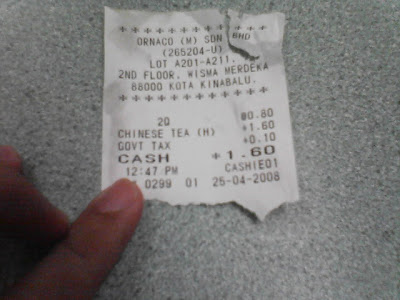 ****************
ORNACO (M) SDN BHD
(265204-U)
LOT A201-A211.
2ND FLOOR, WISMA MERDEKA
88000 KOTA KINABALU.
****************
2Q @0.80
CHINESE TEA (H) *1.60
GOVT TAX *0.10
CASH *1.60
12:47 PM CASHIE01
0299 01 25-04-2008